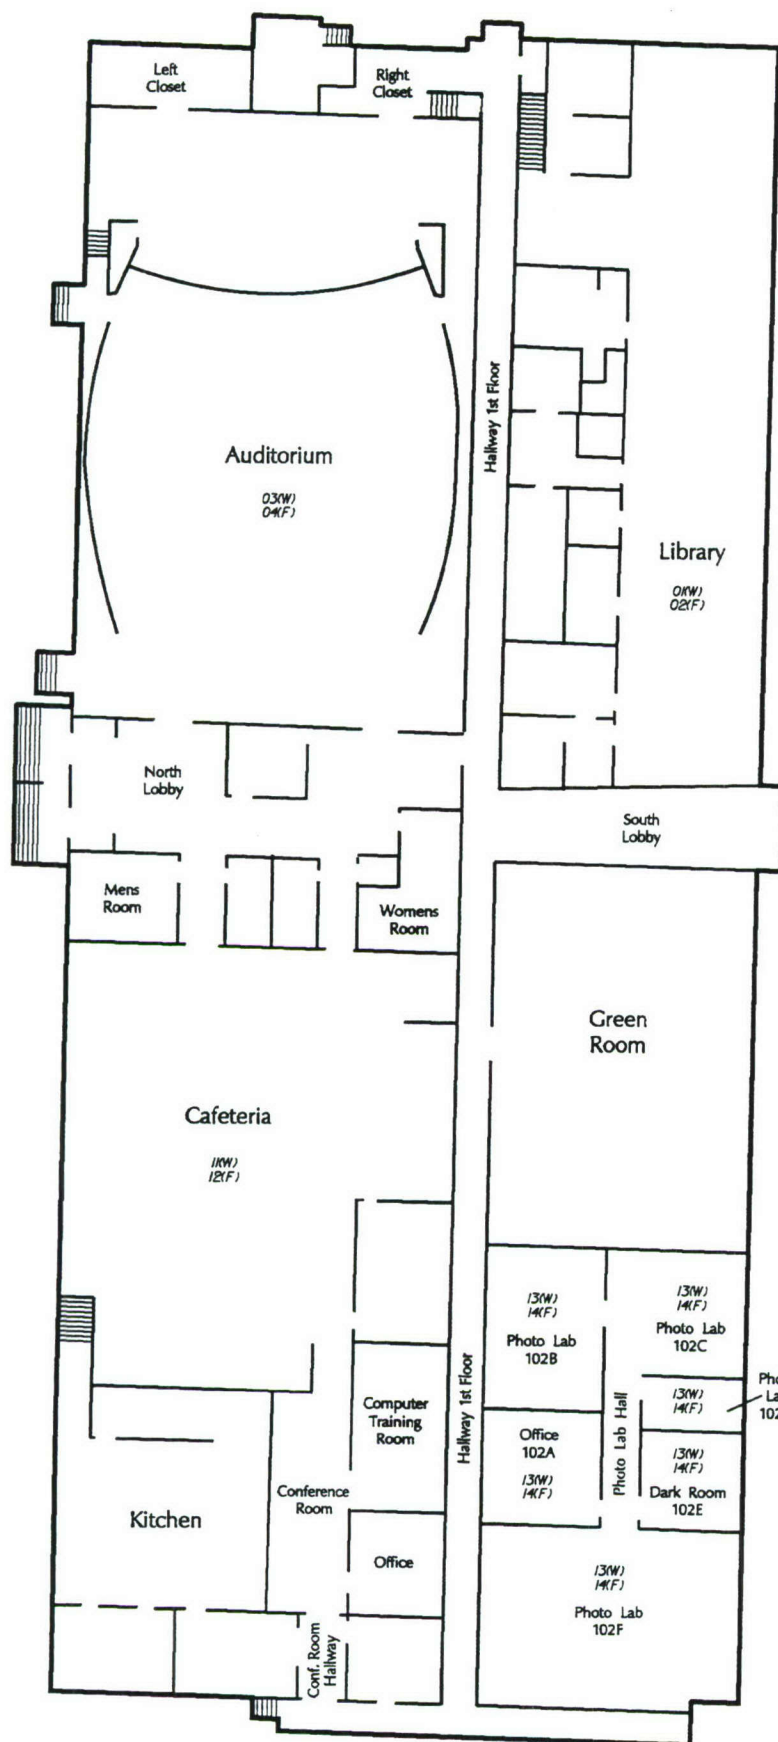 Left
Closet
Right
Closet
Hallway 1st Floor
Auditorium
03(W)
04(F)
Library
01(W)
02(F)
North
Lobby
South
Lobby
Mens
Room
Womens
Room
Green
Room
Cafeteria
11(W)
12(F)
13(W)
14(F)
Photo Lab
102B
13(W)
14(F)
Photo Lab
102C
Hallway 1st Floor
Computer
Training
Room
Photo Lab Hall
13(W)
14(F)
Office
102A
13(W)
14(F)
13(W)
14(F)
Dark Room
102E
Conference
Room
Kitchen
Office
13(W)
14(F)
Photo Lab
102F
Conf. Room
Hallway